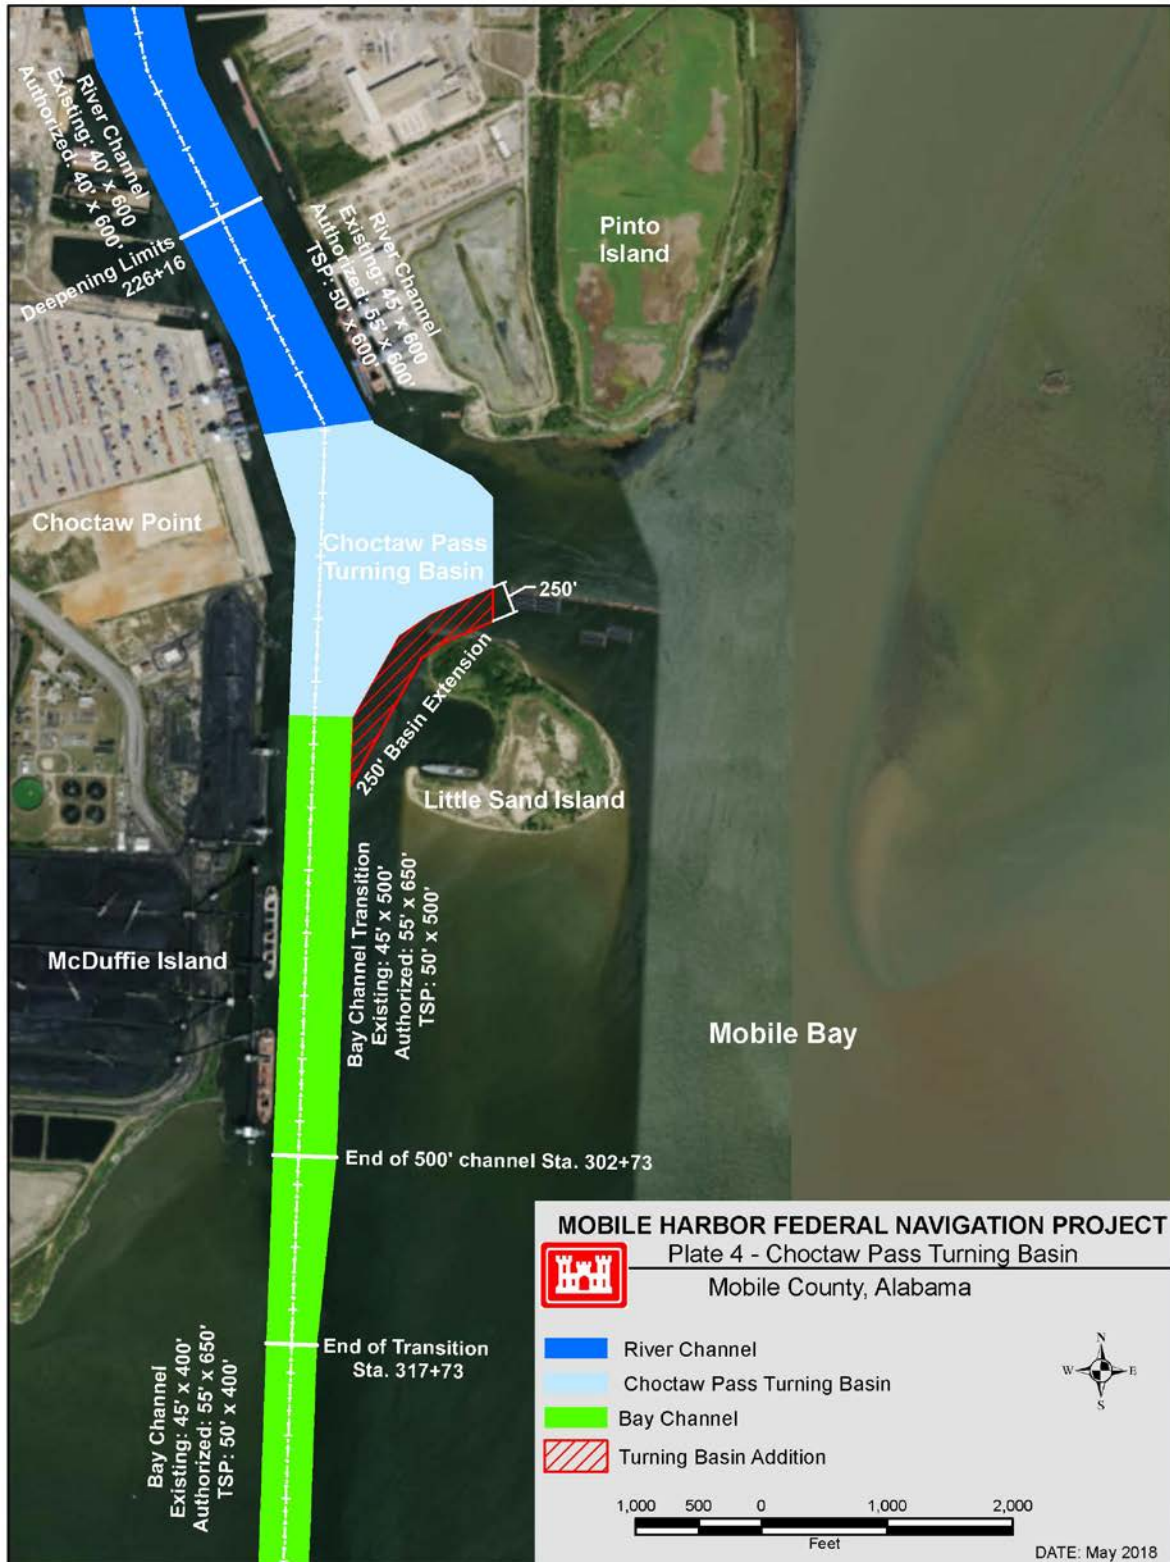 River Channel
Existing: 40' x 600
Authorized: 40' x 600'
Deepening Limits
226+16
River Channel
Existing: 45' x 600
Authorized: 55' x 600'
TSP: 50' x 600'
Pinto
Island
Choctaw Point
Choctaw Pass
Turning Basin
250'
250' Basin Extension
Little Sand Island
Bay Channel Transition
Existing: 45' x 500'
Authorized: 55' x 650'
TSP: 50' x 500'
McDuffie Island
Mobile Bay
End of 500' channel Sta. 302+73
End of Transition
Sta. 317+73
Bay Channel
Existing: 45' x 400'
Authorized: 55' x 650'
TSP: 50' x 400'
MOBILE HARBOR FEDERAL NAVIGATION PROJECT
Plate 4 - Choctaw Pass Turning Basin
Mobile County, Alabama
River Channel
Choctaw Pass Turning Basin
Bay Channel
Turning Basin Addition
N
W E
S
1,000 500 0 1,000 2,000
Feet
DATE: May 2018